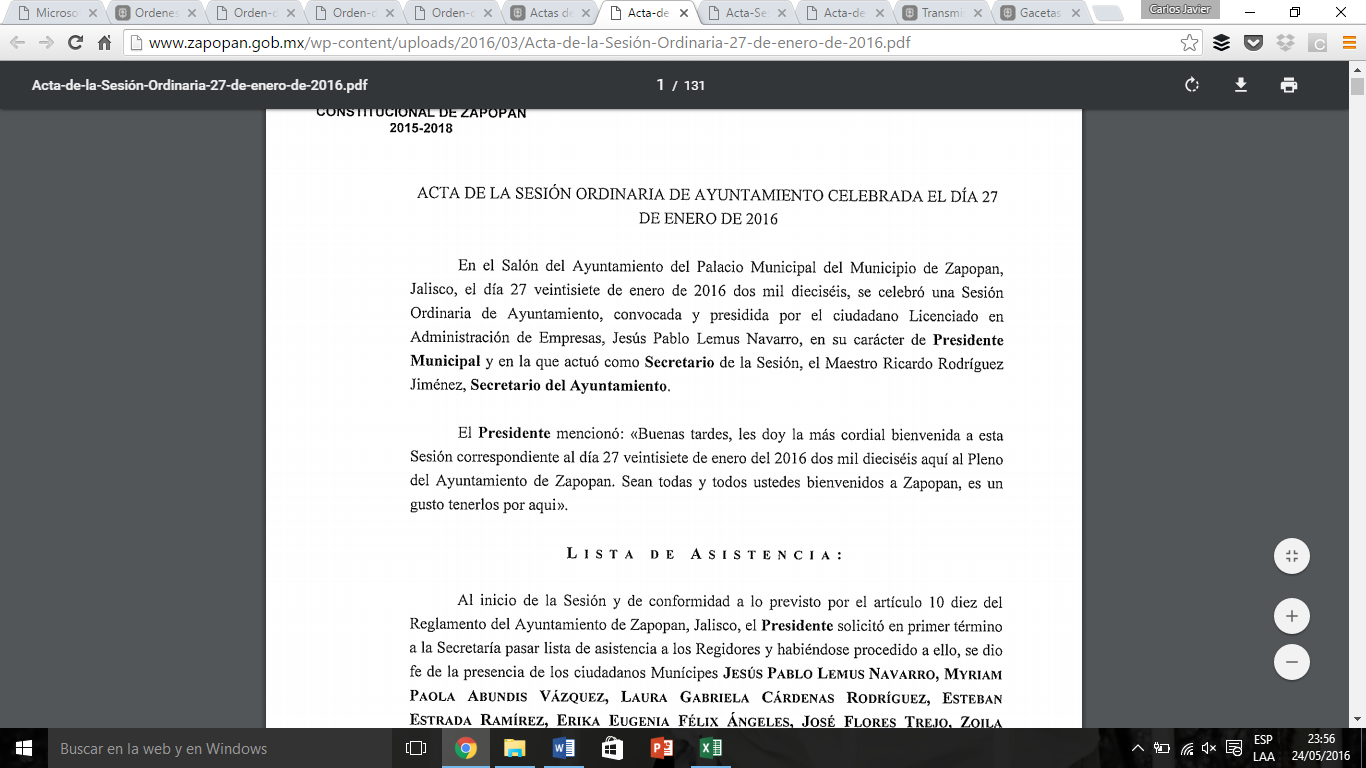 Microso
Ordenes
Orden-d
Orden-d
Orden-d
Actas de
Acta-de
Acta-Se
Acta-de
Transmi
Gacetas
Carlos Javier
www.zapopan.gob.mx/wp-content/uploads/2016/03/Acta-de-la-Sesión-Ordinaria-27-de-enero-de-2016.pdf
Acta-de-la-Sesión-Ordinaria-27-de-enero-de-2016.pdf
1 / 131
CONSTITUCIONAL DE ZAPOPAN
2015-2018
ACTA DE LA SESIÓN ORDINARIA DE AYUNTAMIENTO CELEBRADA EL DÍA 27
DE ENERO DE 2016
En el Salón del Ayuntamiento del Palacio Municipal del Municipio de Zapopan,
Jalisco, el día 27 veintisiete de enero de 2016 dos mil dieciséis, se celebró una Sesión
Ordinaria de Ayuntamiento, convocada y presidida por el ciudadano Licenciado en
Administración de Empresas, Jesús Pablo Lemus Navarro, en su carácter de Presidente
Municipal y en la que actuó como Secretario de la Sesión, el Maestro Ricardo Rodríguez
Jiménez, Secretario del Ayuntamiento.
El Presidente mencionó: «Buenas tardes, les doy la más cordial bienvenida a esta
Sesión correspondiente al día 27 veintisiete de enero del 2016 dos mil dieciséis aquí al Pleno
del Ayuntamiento de Zapopan. Sean todas y todos ustedes bienvenidos a Zapopan, es un
gusto tenerlos por aqui».
LISTA DE ASISTENCIA:
Al inicio de la Sesión y de conformidad a lo previsto por el artículo 10 diez del
Reglamento del Ayuntamiento de Zapopan, Jalisco, el Presidente solicitó en primer término
a la Secretaría pasar lista de asistencia a los Regidores y habiéndose procedido a ello, se dio
fe de la presencia de los ciudadanos Munícipes JESÚS PABLO LEMUS NAVARRO, MYRIAM
PAOLA ABUNDIS VÁZQUEZ, LAURA GABRIELA CÁRDENAS RODRÍGUEZ, ESTEBAN
ESTRADA RAMÍREZ, ERIKA EUGENIA FÉLIX ÁNGELES, JOSÉ FLORES TREJO, ZOILA
Buscar en la web y en Windows
ESP
LAA
23:56
24/05/2016